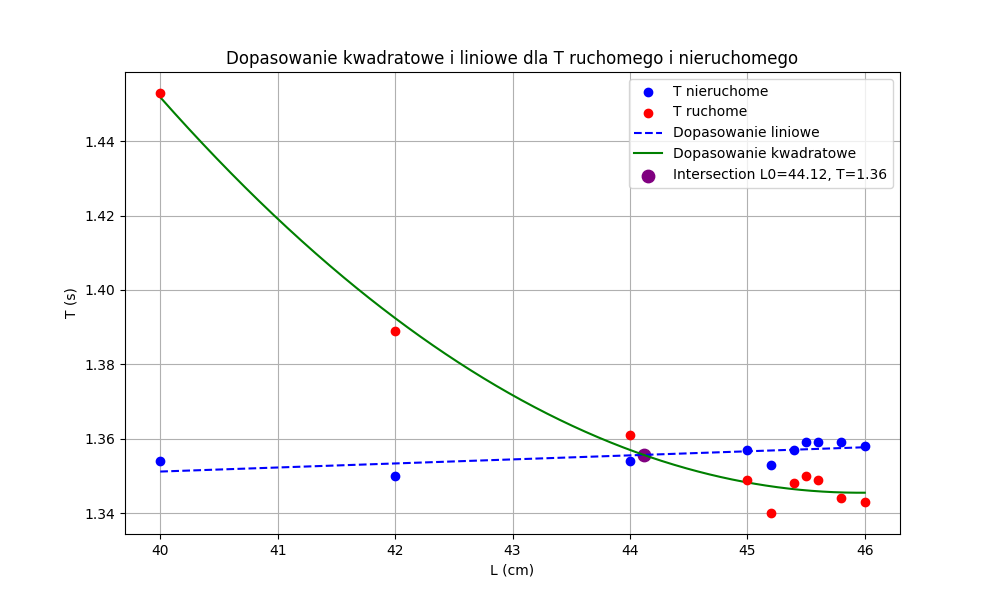 Dopasowanie kwadratowe i liniowe dla T ruchomego i nieruchomego
T nieruchome
T ruchome
Dopasowanie liniowe
Dopasowanie kwadratowe
Intersection L0=44.12, T=1.36
T (s)
1.44
1.42
1.40
1.38
1.36
1.34
40 41 42 43 44 45 46
L (cm)